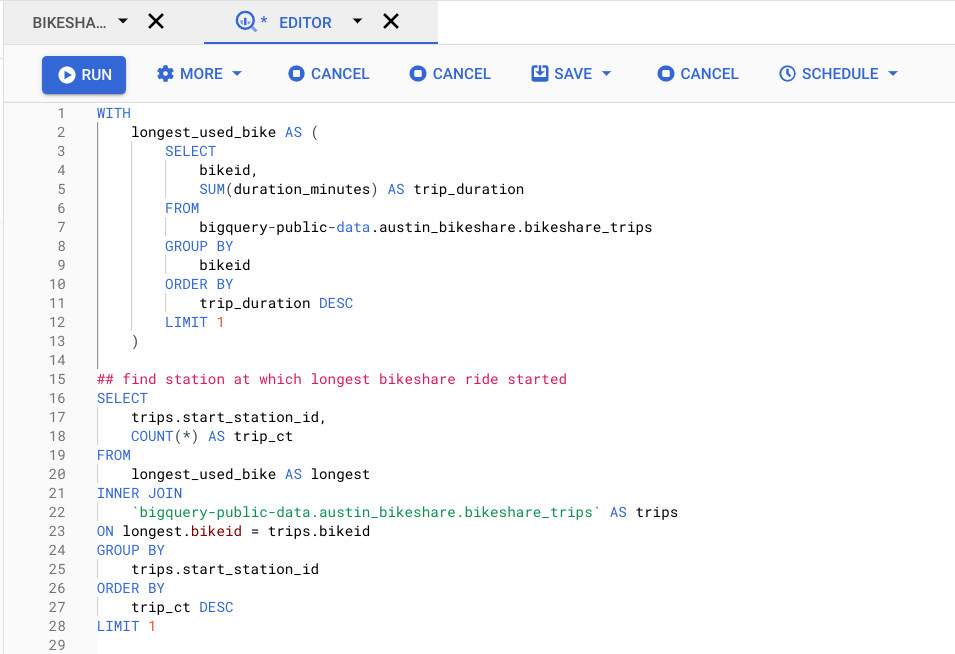 BIKESHA...
* EDITOR
RUN MORE CANCEL CANCEL SAVE CANCEL SCHEDULE
1 WITH
2 longest_used_bike AS (
3 SELECT
4 bikeid,
5 SUM(duration_minutes) AS trip_duration
6 FROM
7 bigquery-public-data.austin_bikeshare.bikeshare_trips
8 GROUP BY
9 bikeid
10 ORDER BY
11 trip_duration DESC
12 LIMIT 1
13 )
14
15 ## find station at which longest bikeshare ride started
16 SELECT
17 trips.start_station_id,
18 COUNT(*) AS trip_ct
19 FROM
20 longest_used_bike AS longest
21 INNER JOIN
22 `bigquery-public-data.austin_bikeshare.bikeshare_trips` AS trips
23 ON longest.bikeid = trips.bikeid
24 GROUP BY
25 trips.start_station_id
26 ORDER BY
27 trip_ct DESC
28 LIMIT 1
29